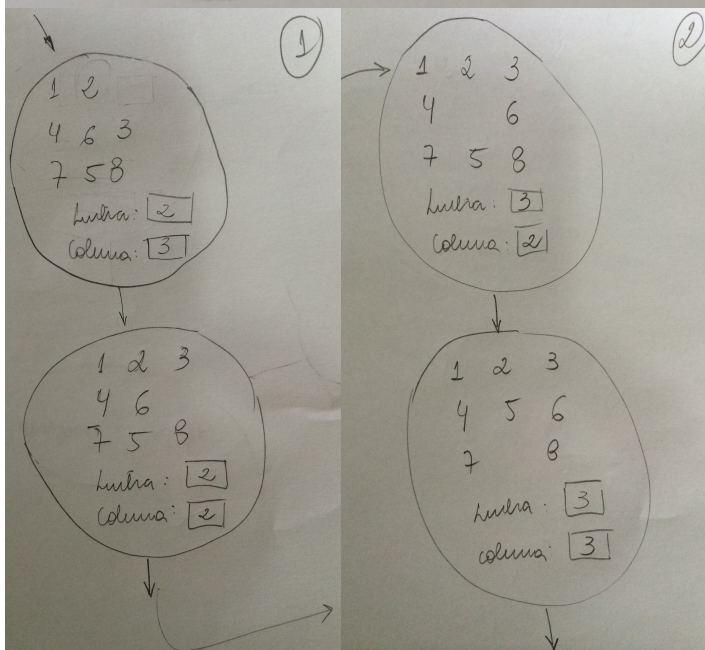 1
1 2
4 6 3
7 5 8
Linha: 2
Coluna: 3
1 2 3
4 6
7 5 8
Linha: 2
Coluna: 2
2
1 2 3
4 6
7 5 8
Linha: 3
Coluna: 2
1 2 3
4 5 6
7 8
Linha: 3
coluna: 3